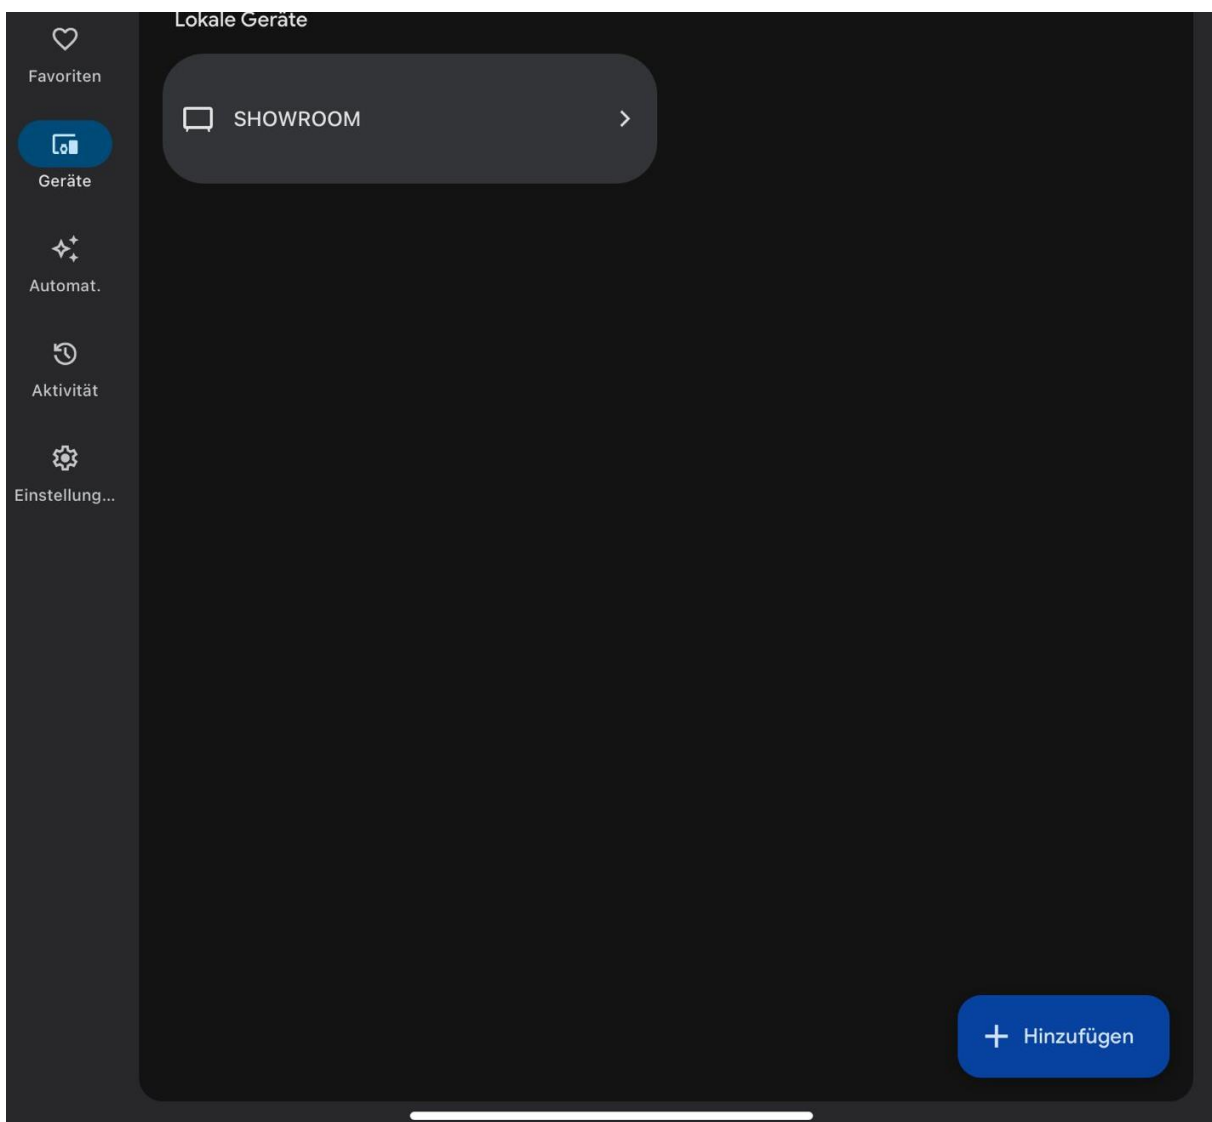 Lokale Geräte
Favoriten
SHOWROOM
Geräte
Automat.
Aktivität
Einstellung...
Hinzufügen